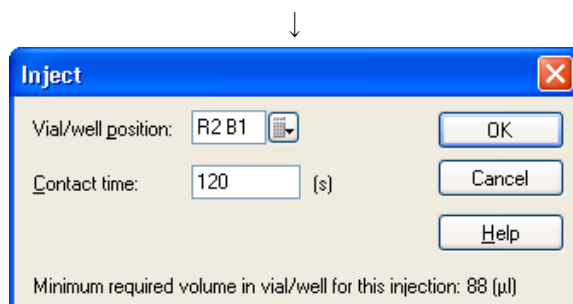 ↓
Inject
Vial/well position: R2 B1
OK
Contact time: 120 (s)
Cancel
Help
Minimum required volume in vial/well for this injection: 88 (µl)